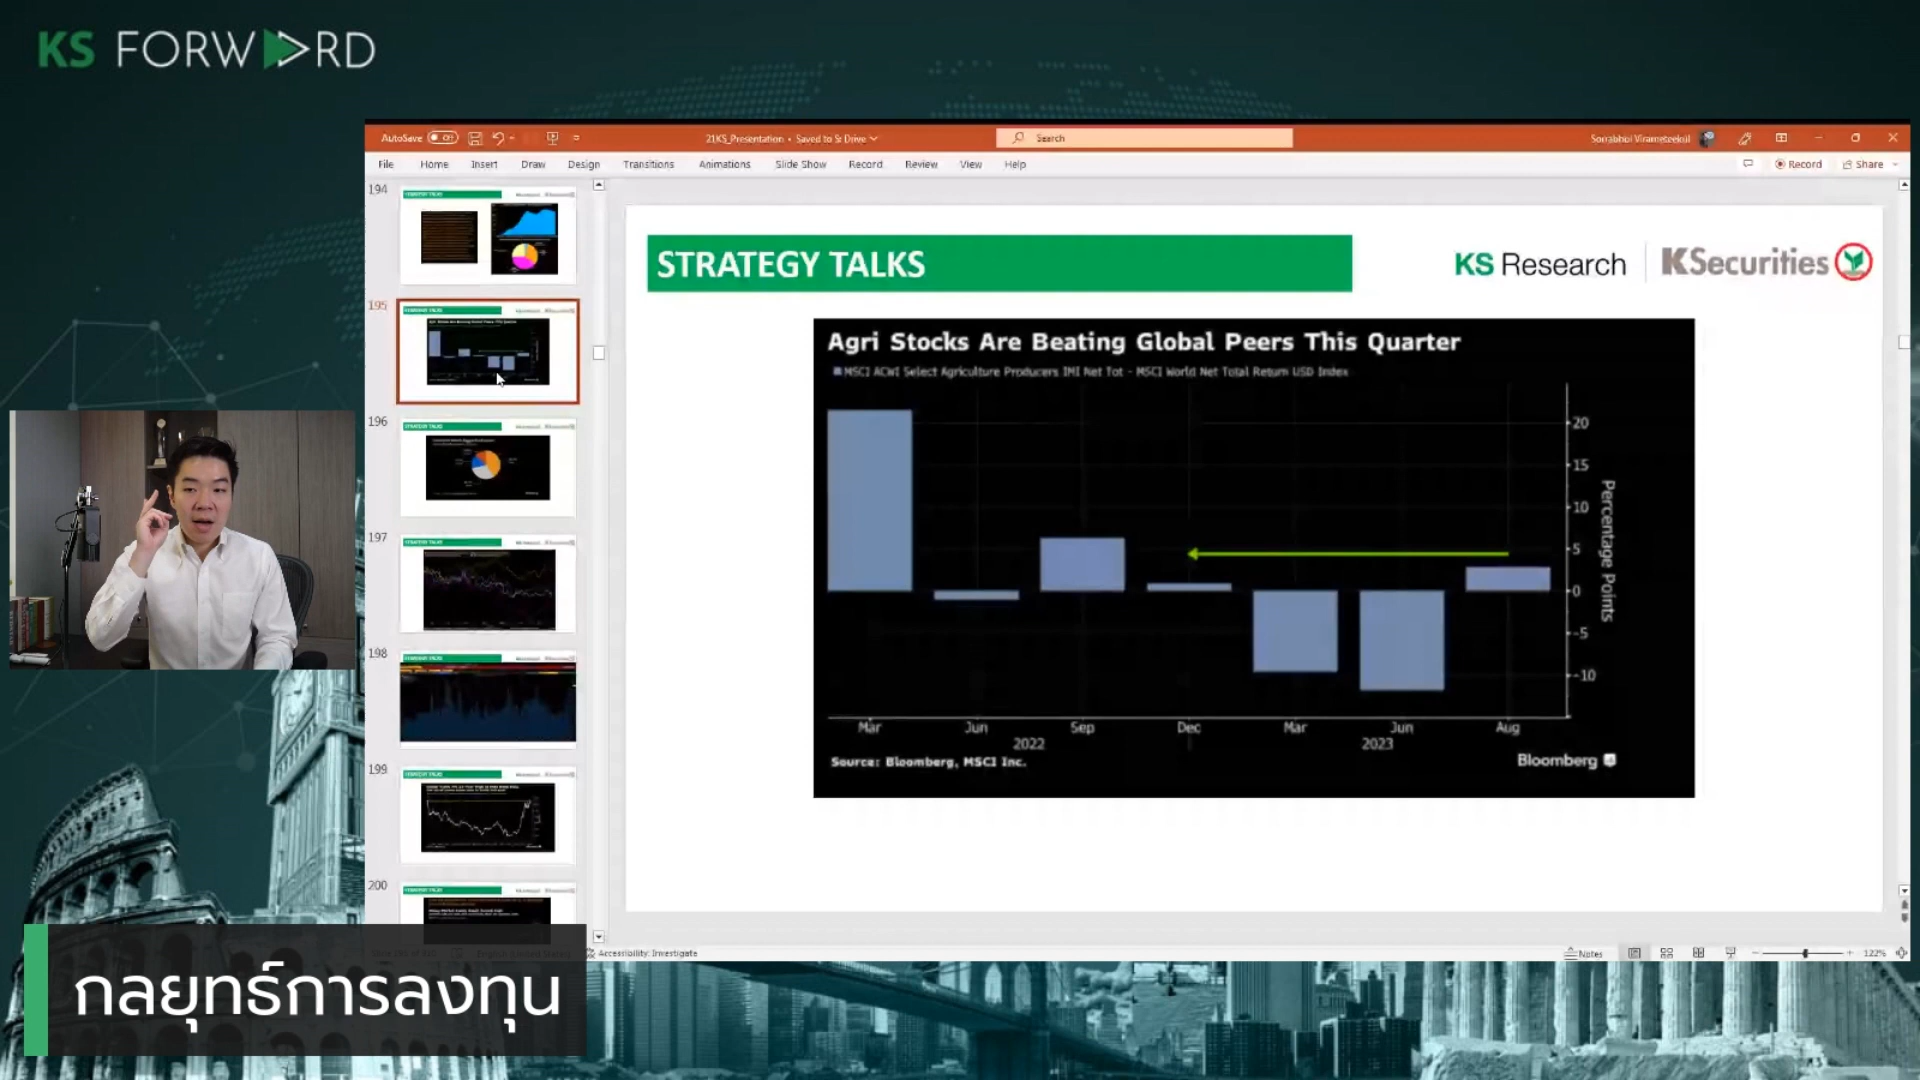 KS FORWARD
AutoSave Off
21KS_Presentation • Saved to Sr Drive
Search
File Home Insert Draw Design Transitions Animations Slide Show Record Review View Help
Record Share
194
195
196
197
198
199
200
STRATEGY TALKS
KS Research KSecurities
Agri Stocks Are Beating Global Peers This Quarter
MSCI ACWI Select Agriculture Producers IMI Net Tot - MSCI World Net Total Return USD Index
20
15
10
5
0
-5
-10
Percentage Points
Mar Jun Sep Dec Mar Jun Aug
2022 2023
Source: Bloomberg, MSCI Inc.
Bloomberg
Accessibility: Investigate
Notes
122%
กลยุทธ์การลงทุน